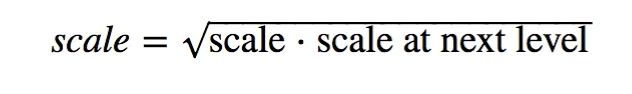 scale = √scale · scale at next level